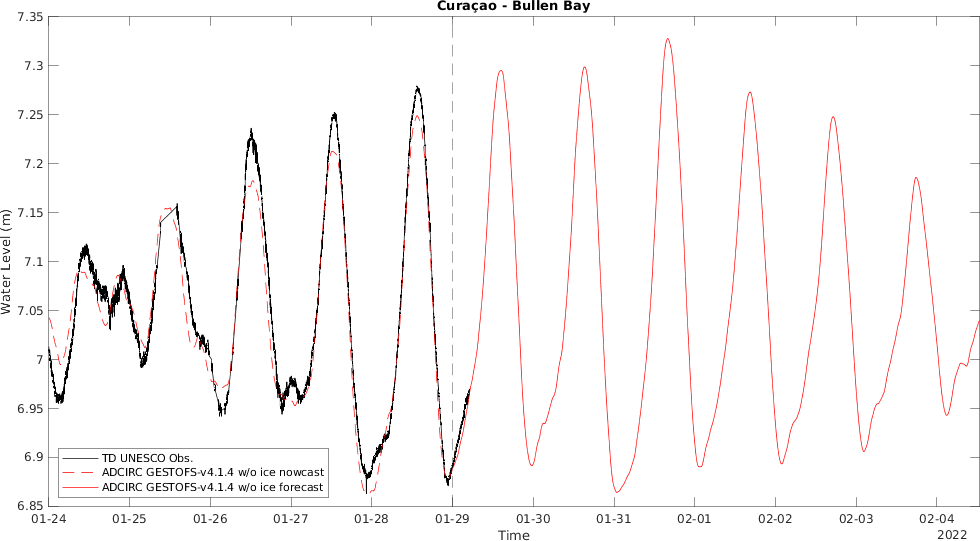 Curaçao - Bullen Bay
7.35
7.3
7.25
7.2
7.15
7.1
7.05
7
6.95
6.9
6.85
Water Level (m)
TD UNESCO Obs.
ADCIRC GESTOFS-v4.1.4 w/o ice nowcast
ADCIRC GESTOFS-v4.1.4 w/o ice forecast
01-24 01-25 01-26 01-27 01-28 01-29 01-30 01-31 02-01 02-02 02-03 02-04
Time
2022